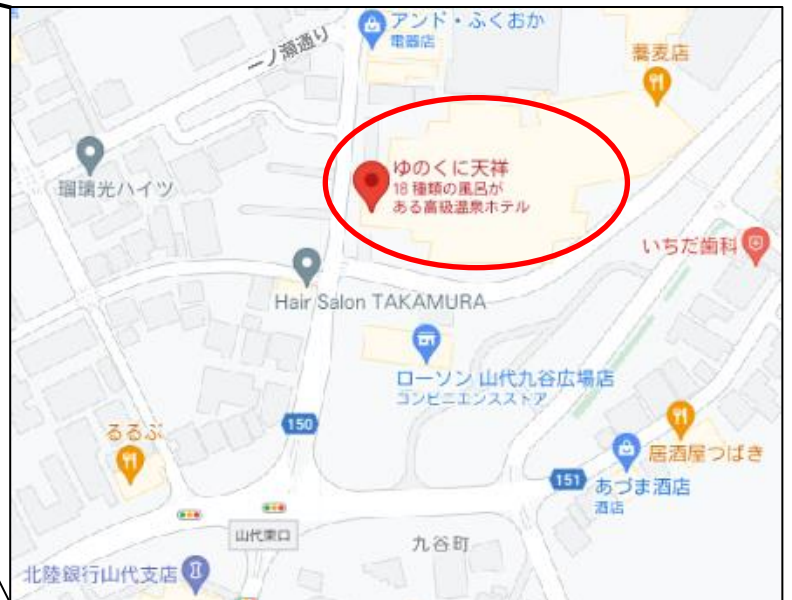 アンド・ふくおか
電器店
一ノ瀬通り
蕎麦店
瑠璃光ハイツ
ゆのくに天祥
18 種類の風呂が
ある高級温泉ホテル
いちだ歯科
Hair Salon TAKAMURA
ローソン 山代九谷広場店
コンビニエンスストア
150
るるぶ
居酒屋つばき
151
あづま酒店
酒店
山代東口
九谷町
北陸銀行山代支店